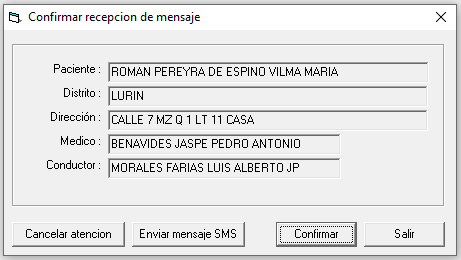 Confirmar recepcion de mensaje
Paciente : ROMAN PEREYRA DE ESPINO VILMA MARIA
Distrito : LURIN
Dirección : CALLE 7 MZ Q 1 LT 11 CASA
Medico : BENAVIDES JASPE PEDRO ANTONIO
Conductor : MORALES FARIAS LUIS ALBERTO JP
Cancelar atencion Enviar mensaje SMS Confirmar Salir